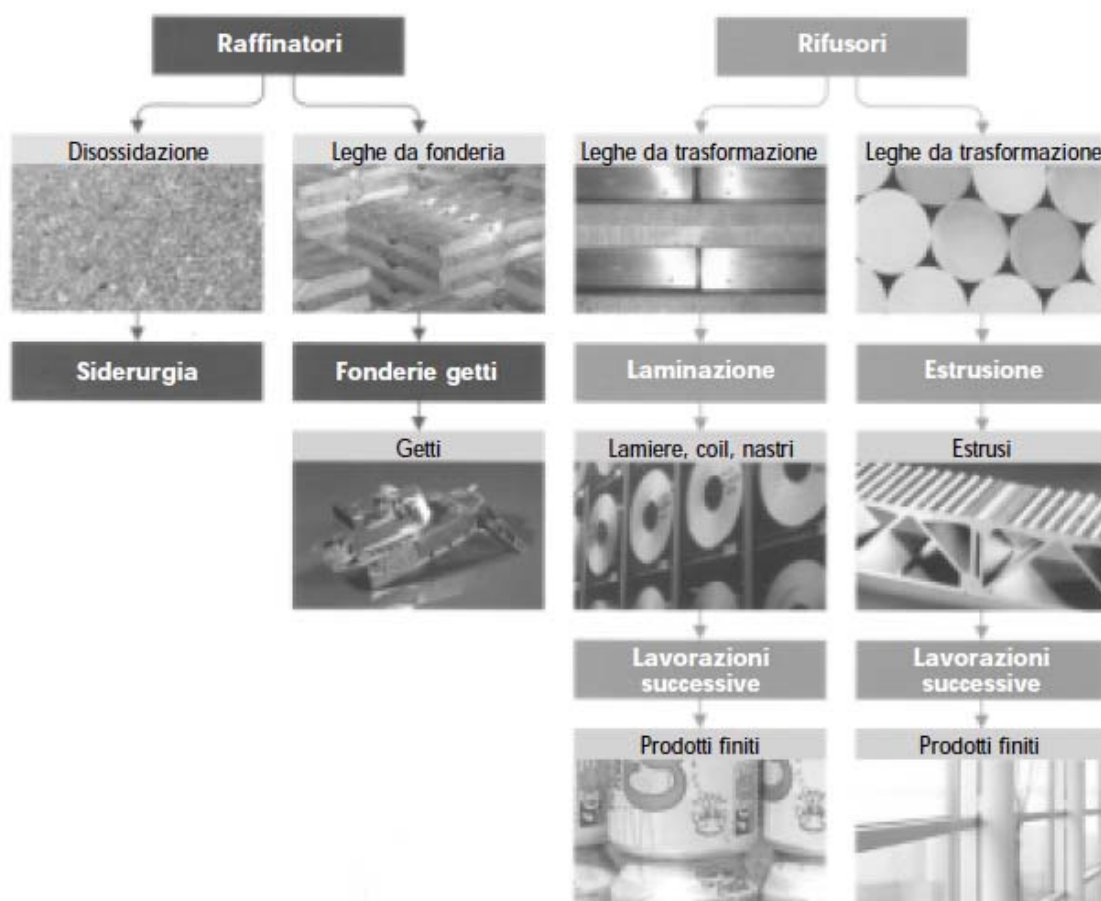 Raffinatori
Rifusori
Disossidazione
Leghe da fonderia
Leghe da trasformazione
Leghe da trasformazione
Siderurgia
Fonderie getti
Laminazione
Estrusione
Getti
Lamiere, coil, nastri
Estrusi
Lavorazioni
successive
Lavorazioni
successive
Prodotti finiti
Prodotti finiti